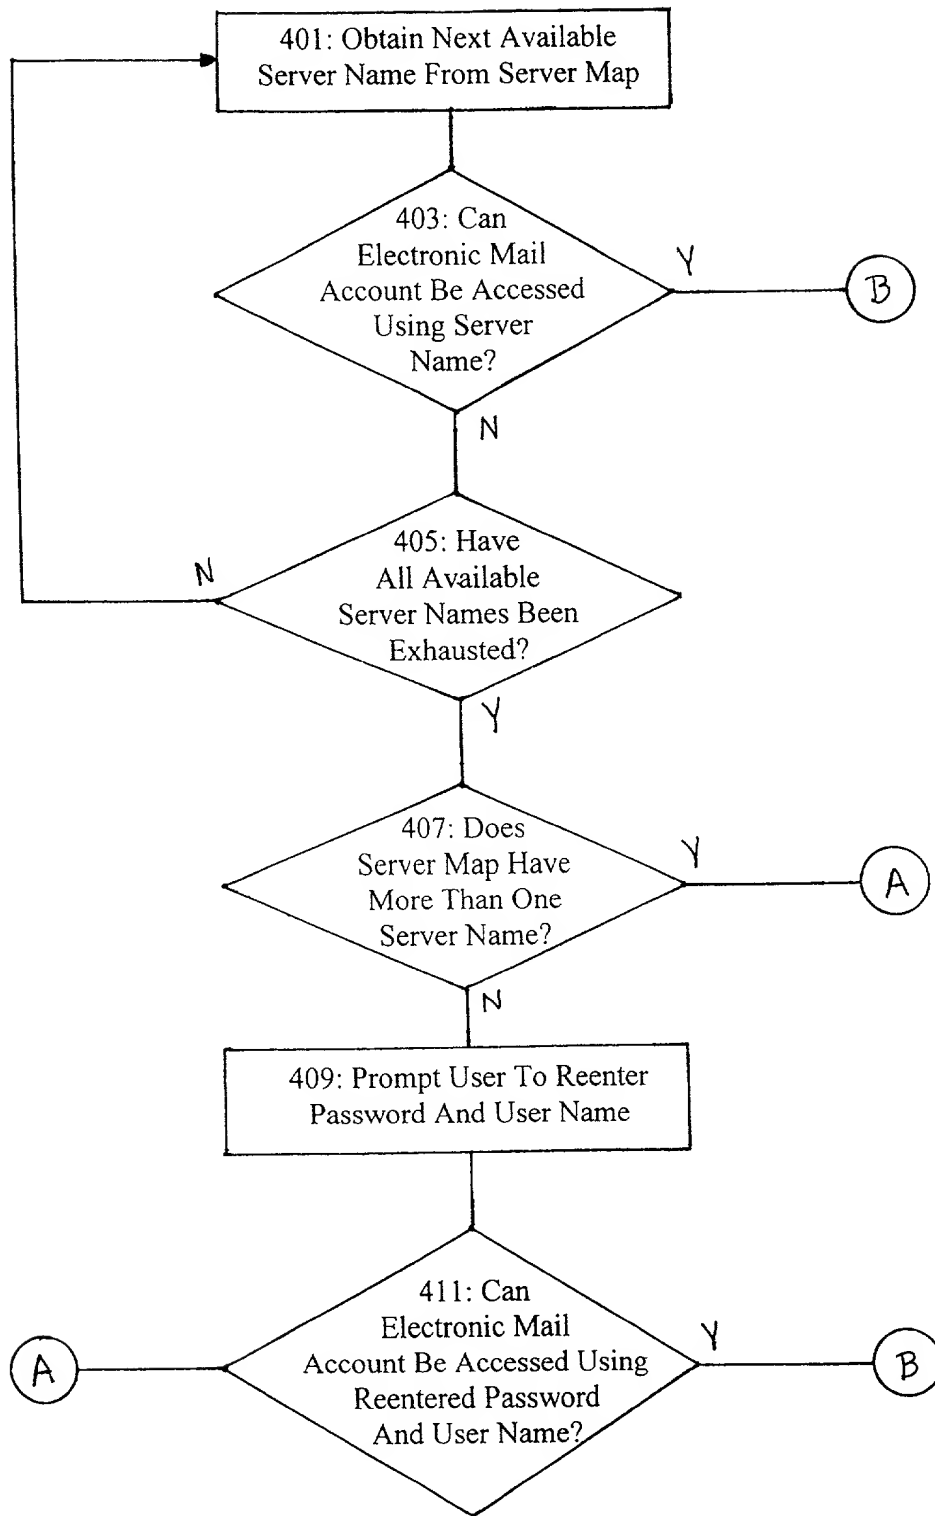 401: Obtain Next Available
Server Name From Server Map
403: Can
Electronic Mail
Account Be Accessed
Using Server
Name?
Y
B
N
405: Have
All Available
Server Names Been
Exhausted?
N
Y
407: Does
Server Map Have
More Than One
Server Name?
Y
A
N
409: Prompt User To Reenter
Password And User Name
411: Can
Electronic Mail
Account Be Accessed Using
Reentered Password
And User Name?
A
Y
B